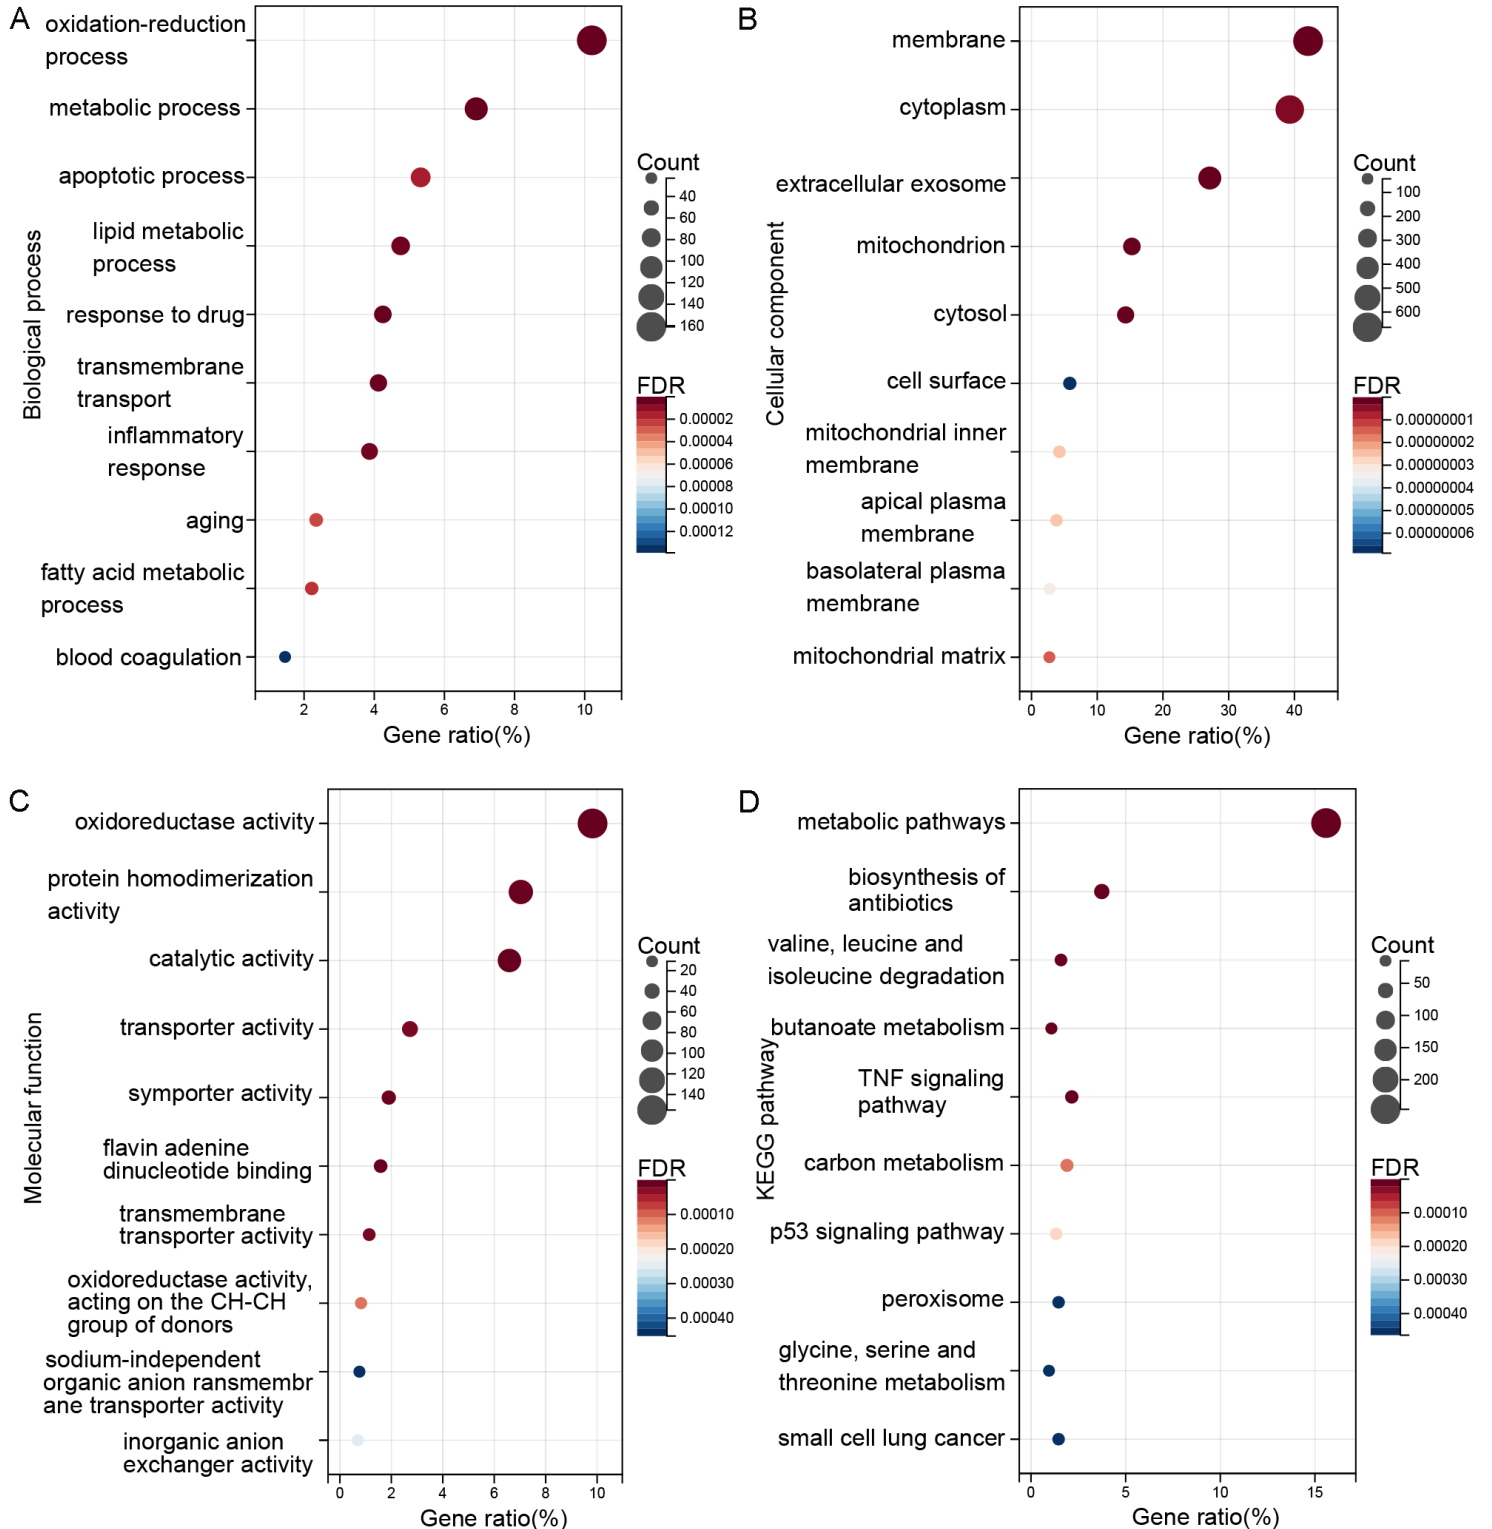 A
oxidation-reduction
process
metabolic process
apoptotic process
lipid metabolic
process
response to drug
transmembrane
transport
inflammatory
response
aging
fatty acid metabolic
process
blood coagulation
Biological process
2
4
6
8
10
Gene ratio(%)
Count
40
60
80
100
120
140
160
FDR
0.00002
0.00004
0.00006
0.00008
0.00010
0.00012
B
membrane
cytoplasm
extracellular exosome
mitochondrion
cytosol
cell surface
mitochondrial inner
membrane
apical plasma
membrane
basolateral plasma
membrane
mitochondrial matrix
Cellular component
0
10
20
30
40
Gene ratio(%)
Count
100
200
300
400
500
600
FDR
0.00000001
0.00000002
0.00000003
0.00000004
0.00000005
0.00000006
C
oxidoreductase activity
protein homodimerization
activity
catalytic activity
transporter activity
symporter activity
flavin adenine
dinucleotide binding
transmembrane
transporter activity
oxidoreductase activity,
acting on the CH-CH
group of donors
sodium-independent
organic anion ransmembr
ane transporter activity
inorganic anion
exchanger activity
Molecular function
0
2
4
6
8
10
Gene ratio(%)
Count
20
40
60
80
100
120
140
FDR
0.00010
0.00020
0.00030
0.00040
D
metabolic pathways
biosynthesis of
antibiotics
valine, leucine and
isoleucine degradation
butanoate metabolism
TNF signaling
pathway
carbon metabolism
p53 signaling pathway
peroxisome
glycine, serine and
threonine metabolism
small cell lung cancer
KEGG pathway
0
5
10
15
Gene ratio(%)
Count
50
100
150
200
FDR
0.00010
0.00020
0.00030
0.00040